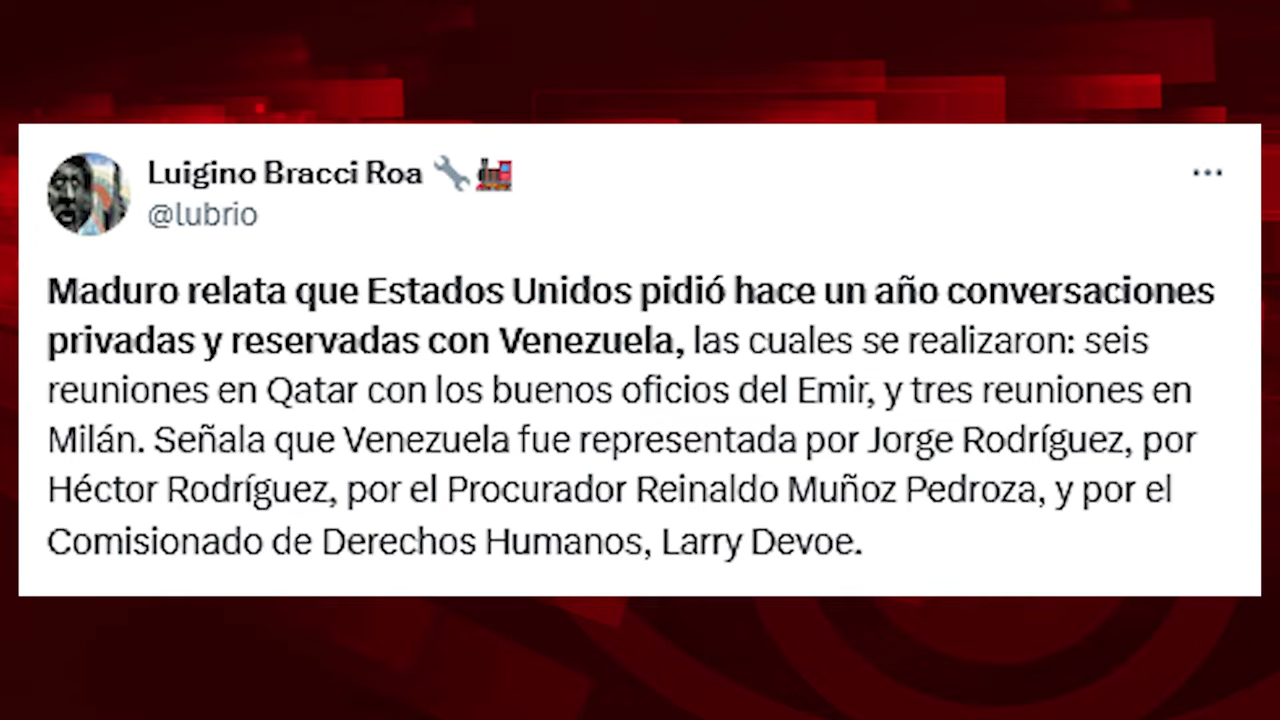 Luigino Bracci Roa 🔧🚂
@lubrio
Maduro relata que Estados Unidos pidió hace un año conversaciones
privadas y reservadas con Venezuela, las cuales se realizaron: seis
reuniones en Qatar con los buenos oficios del Emir, y tres reuniones en
Milán. Señala que Venezuela fue representada por Jorge Rodríguez, por
Héctor Rodríguez, por el Procurador Reinaldo Muñoz Pedroza, y por el
Comisionado de Derechos Humanos, Larry Devoe.